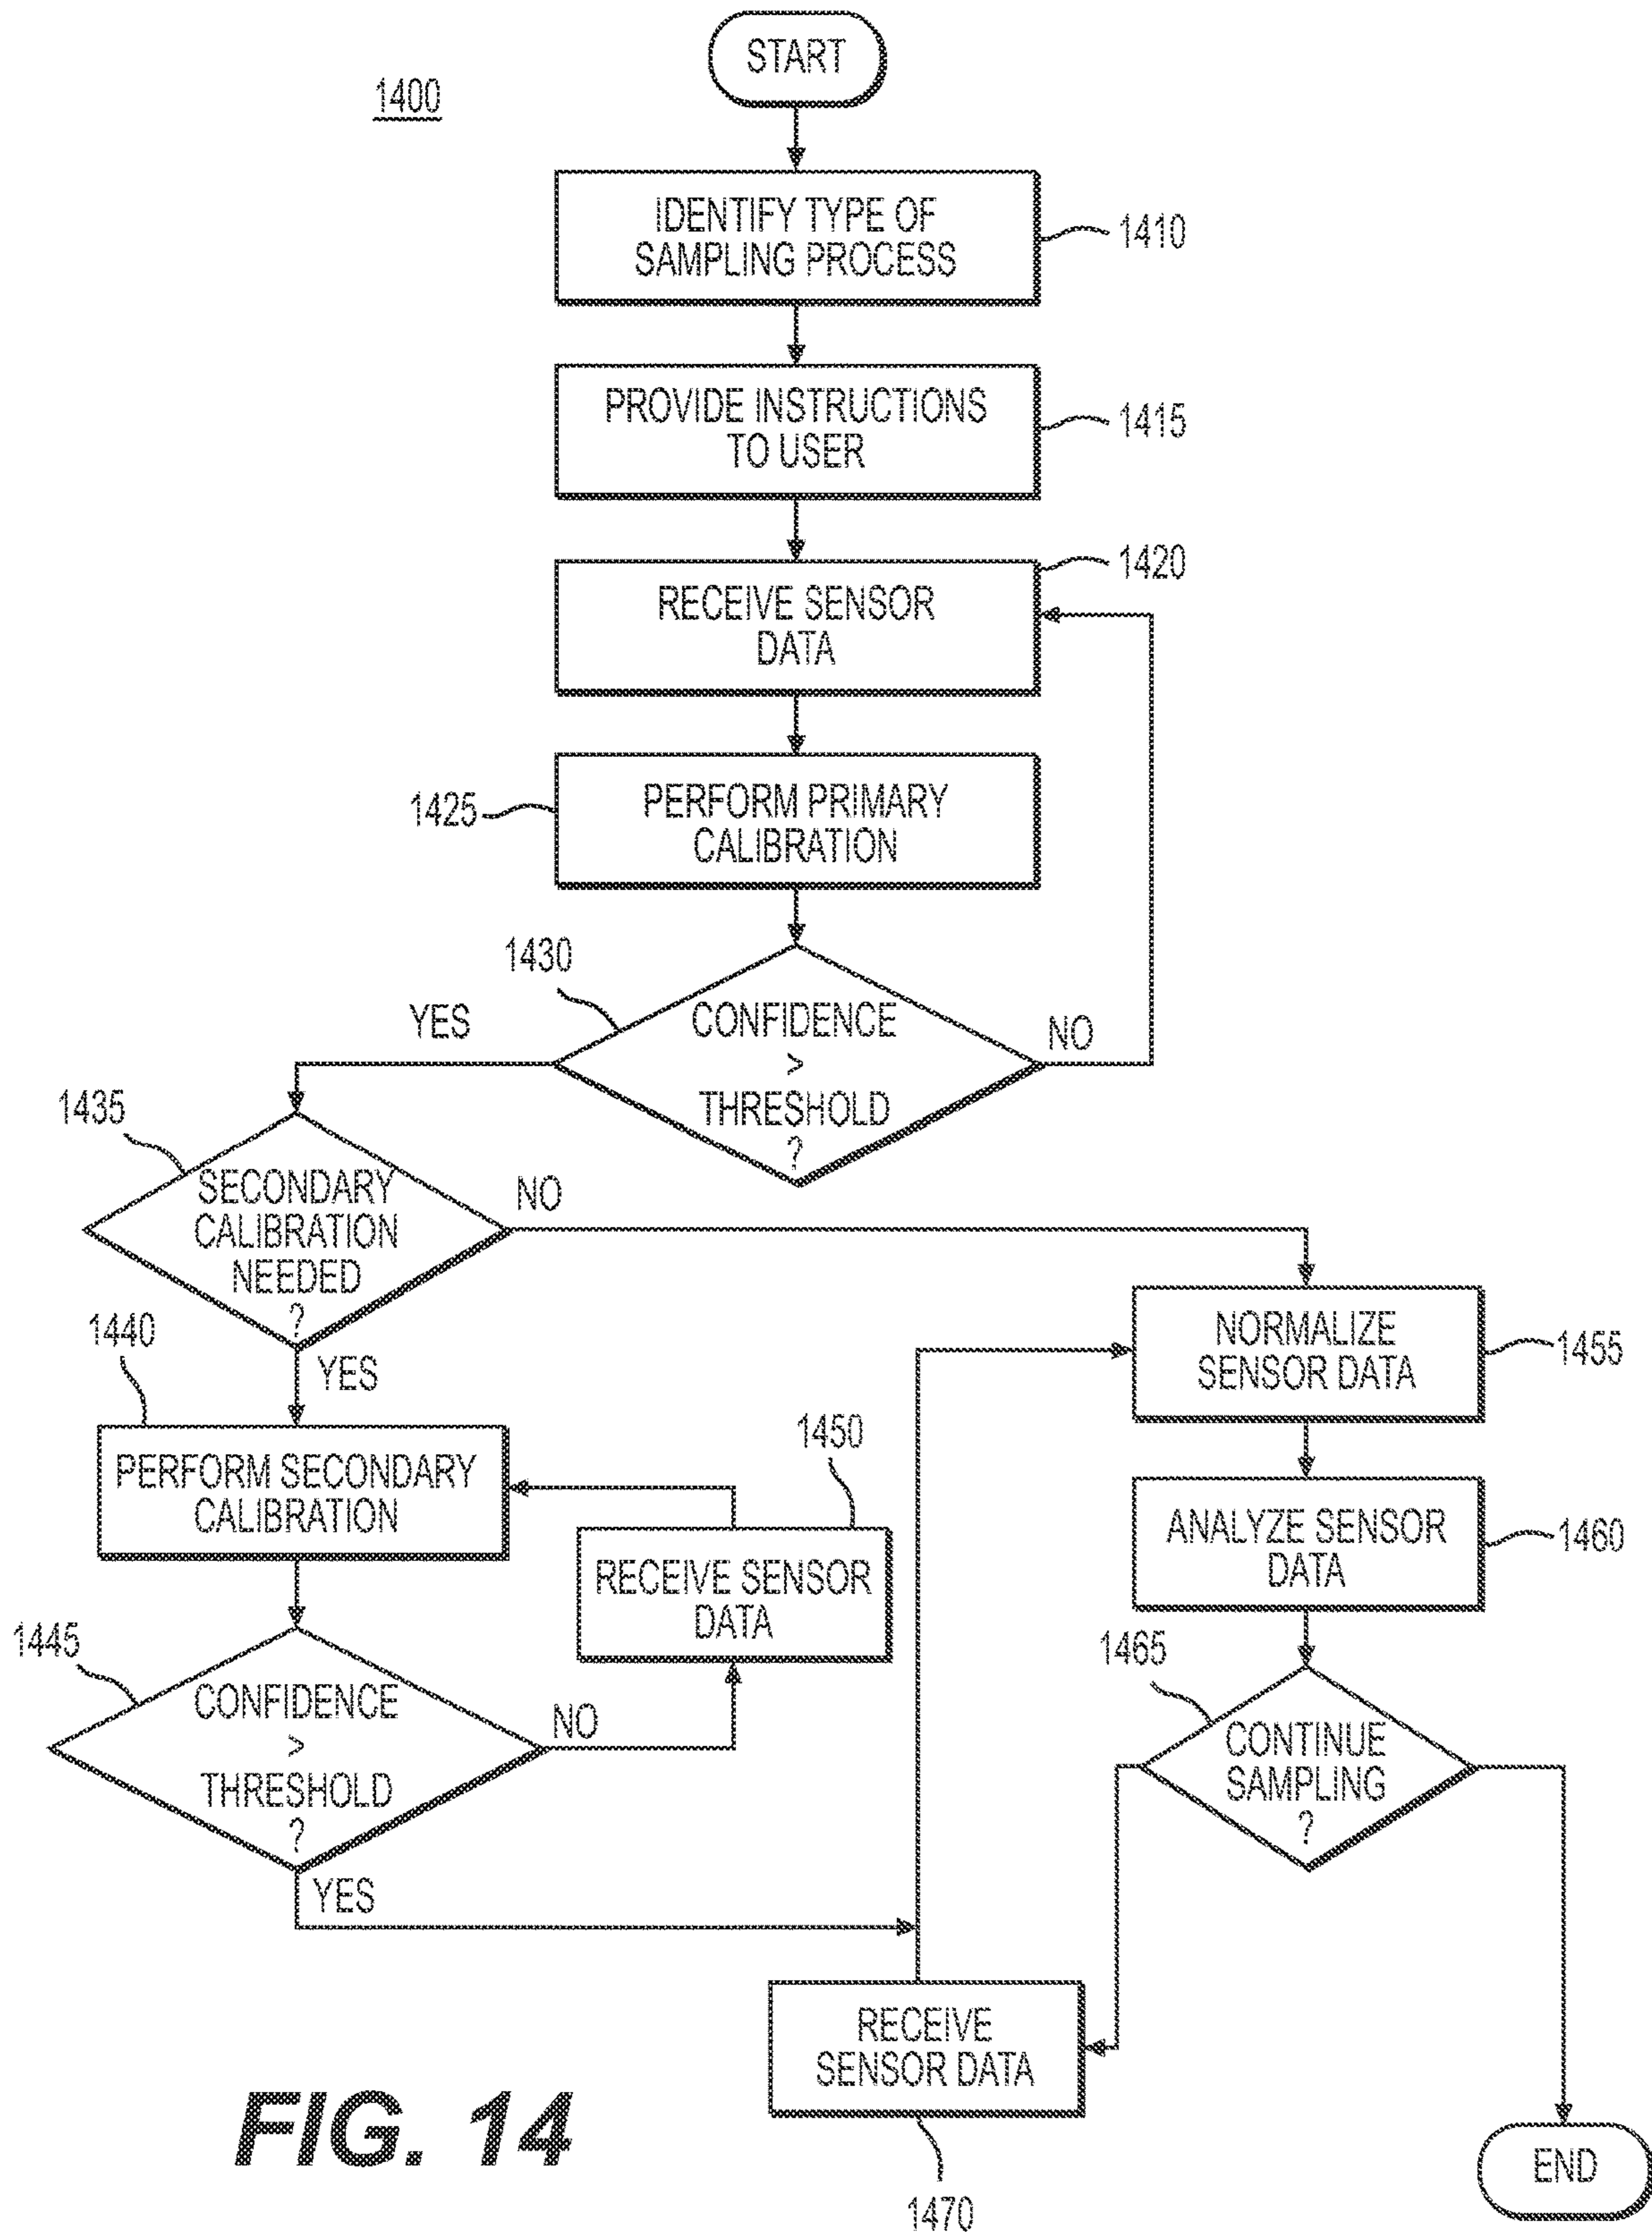 START
1400
IDENTIFY TYPE OF
SAMPLING PROCESS
1410
PROVIDE INSTRUCTIONS
TO USER
1415
1420
RECEIVE SENSOR
DATA
1425
PERFORM PRIMARY
CALIBRATION
1430
YES
CONFIDENCE
>
THRESHOLD
?
NO
1435
SECONDARY
CALIBRATION
NEEDED
?
NO
YES
1440
PERFORM SECONDARY
CALIBRATION
1450
RECEIVE SENSOR
DATA
1445
CONFIDENCE
>
THRESHOLD
?
NO
YES
NORMALIZE
SENSOR DATA
1455
ANALYZE SENSOR
DATA
1460
1465
CONTINUE
SAMPLING
?
RECEIVE
SENSOR DATA
1470
END
FIG. 14